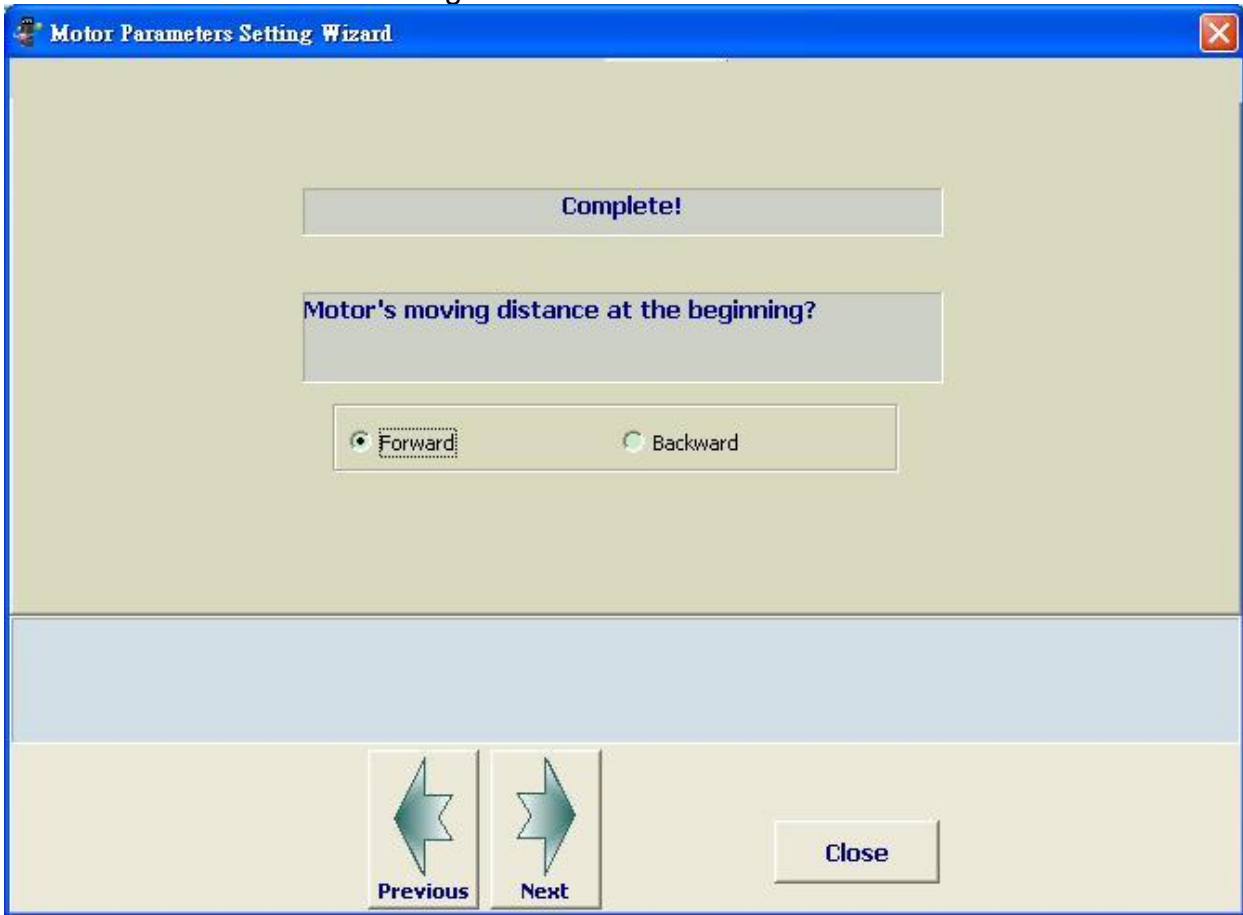 Motor Parameters Setting Wizard
Complete!
Motor's moving distance at the beginning?
Forward Backward
Previous Next
Close